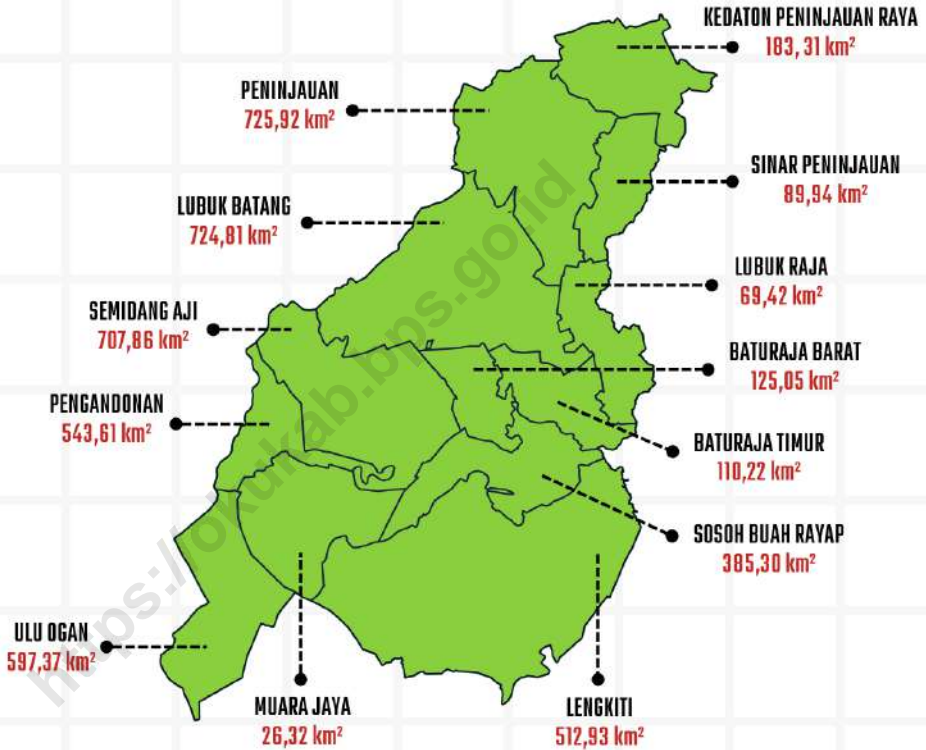 KEDATON PENINJAUAN RAYA
183, 31 km²
PENINJAUAN
725,92 km²
SINAR PENINJAUAN
89,94 km²
LUBUK BATANG
724,81 km²
LUBUK RAJA
69,42 km²
SEMIDANG AJI
707,86 km²
BATURAJA BARAT
125,05 km²
PENGANDONAN
543,61 km²
BATURAJA TIMUR
110,22 km²
SOSOH BUAH RAYAP
385,30 km²
ULU OGAN
597,37 km²
MUARA JAYA
26,32 km²
LENGKITI
512,93 km²
https://okukab.bps.go.id